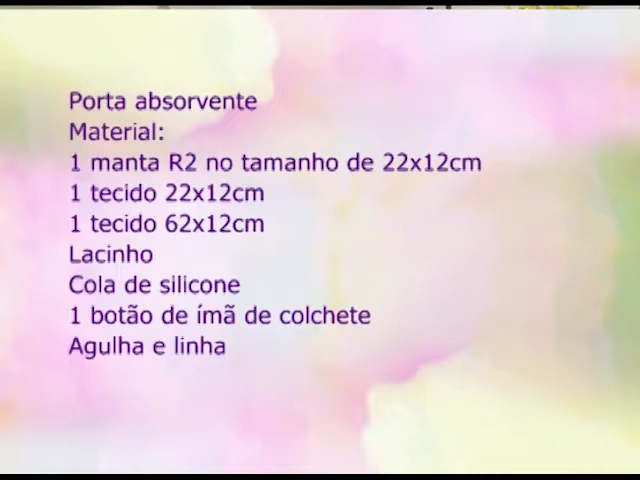 Porta absorvente
Material:
1 manta R2 no tamanho de 22x12cm
1 tecido 22x12cm
1 tecido 62x12cm
Lacinho
Cola de silicone
1 botão de ímã de colchete
Agulha e linha